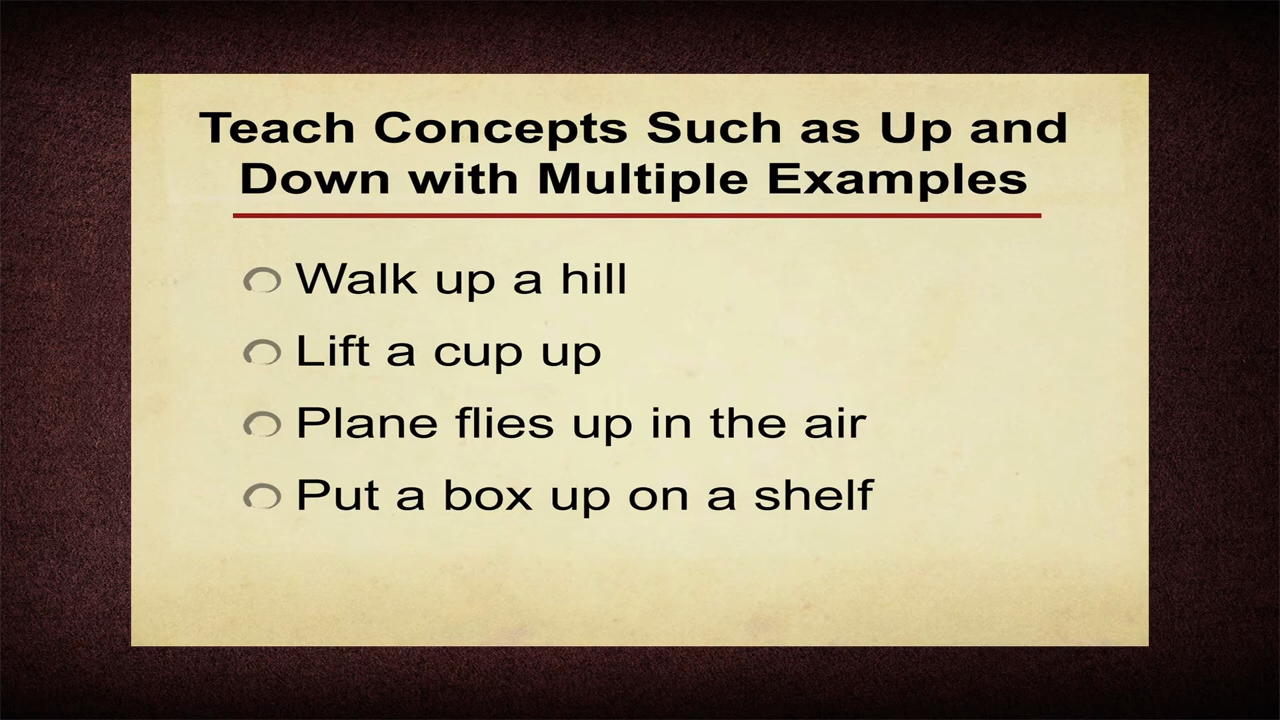 Teach Concepts Such as Up and
Down with Multiple Examples
Walk up a hill
Lift a cup up
Plane flies up in the air
Put a box up on a shelf